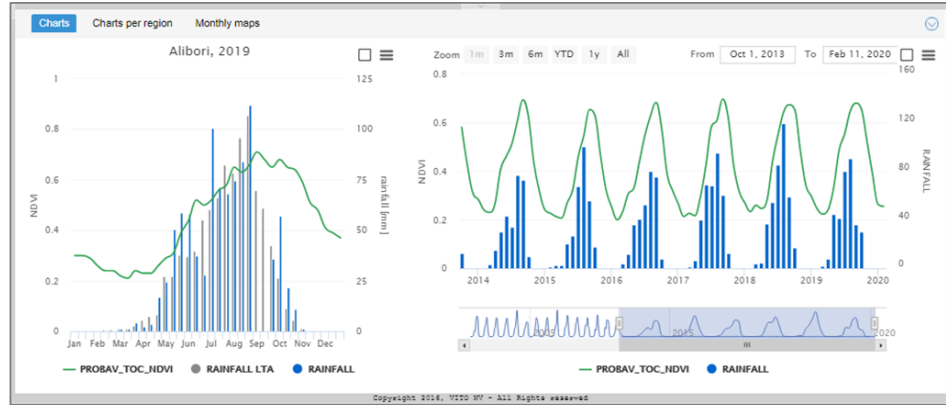 Charts Charts per region Monthly maps
Alibori, 2019
Zoom 1m 3m 6m YTD 1y All From Oct 1, 2013 To Feb 11, 2020
1 125
0.8 100
0.6 75
0.4 50
0.2 25
0 0
NDVI
rainfall [mm]
Jan Feb Mar Apr May Jun Jul Aug Sep Oct Nov Dec
PROBAV_TOC_NDVI RAINFALL LTA RAINFALL
0.8 160
0.6 120
0.4 80
0.2 40
0 0
NDVI
RAINFALL
2014 2015 2016 2017 2018 2019 2020
2005 2015 2020
PROBAV_TOC_NDVI RAINFALL
Copyright 2016, VITO NV - All Rights reserved